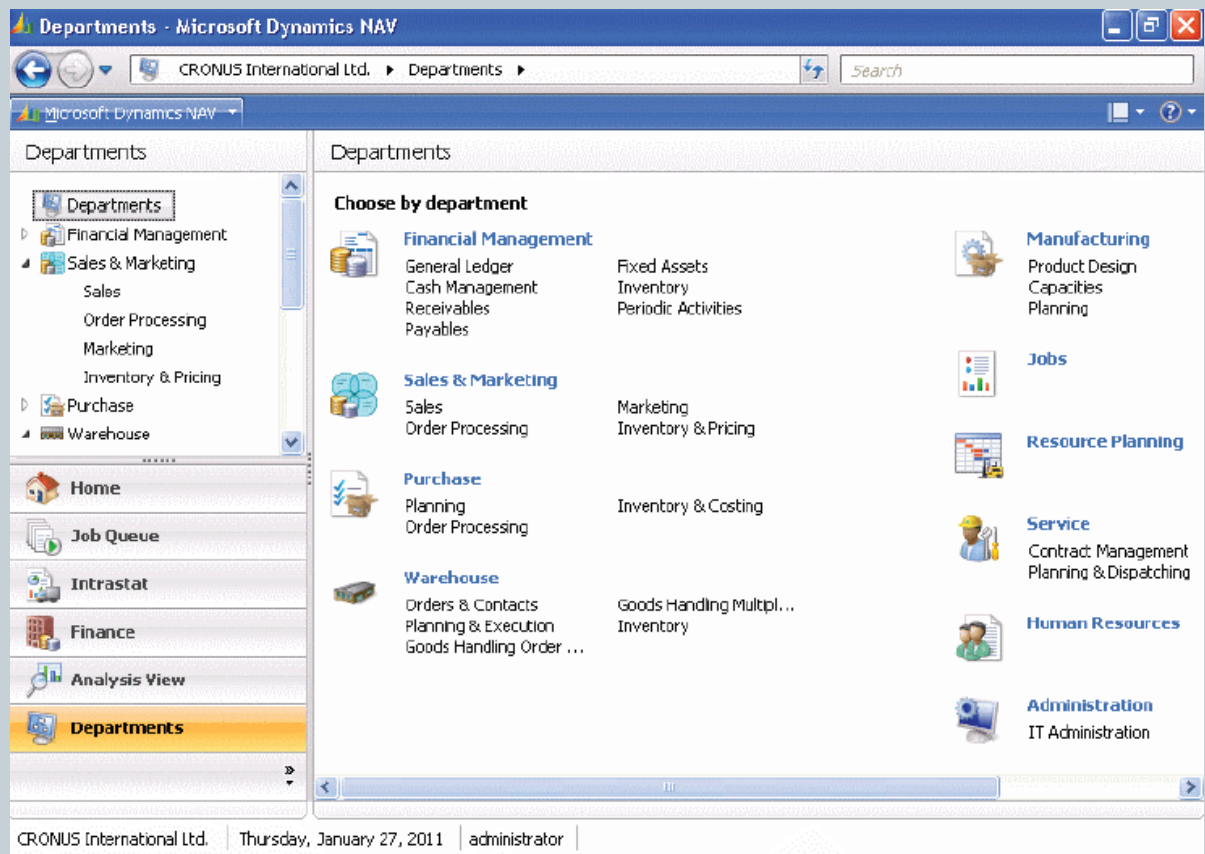 Departments - Microsoft Dynamics NAV
CRONUS International Ltd. Departments
Search
Microsoft Dynamics NAV
Departments
Departments
Financial Management
Sales & Marketing
Sales
Order Processing
Marketing
Inventory & Pricing
Purchase
Warehouse
Home
Job Queue
Intrastat
Finance
Analysis View
Departments
Departments
Choose by department
Financial Management
General Ledger Fixed Assets
Cash Management Inventory
Receivables Periodic Activities
Payables
Sales & Marketing
Sales Marketing
Order Processing Inventory & Pricing
Purchase
Planning Inventory & Costing
Order Processing
Warehouse
Orders & Contacts Goods Handling Multipl...
Planning & Execution Inventory
Goods Handling Order ...
Manufacturing
Product Design
Capacities
Planning
Jobs
Resource Planning
Service
Contract Management
Planning & Dispatching
Human Resources
Administration
IT Administration
CRONUS International Ltd. Thursday, January 27, 2011 administrator